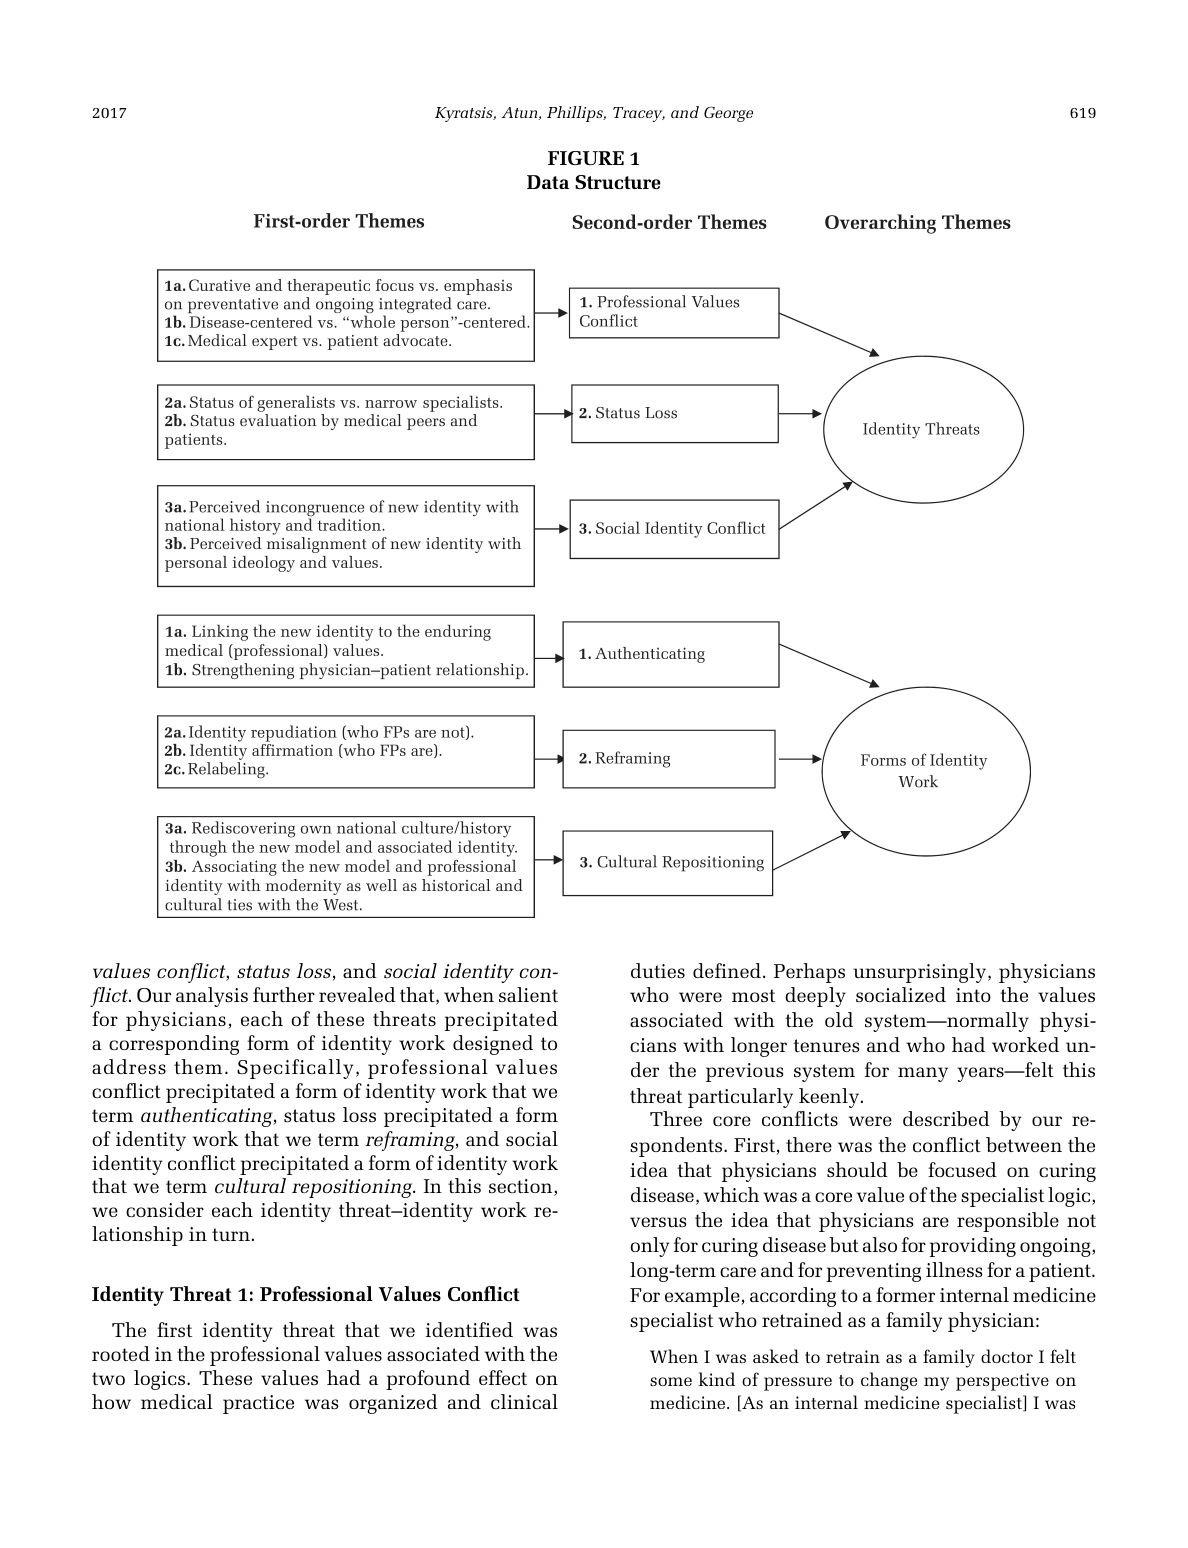 2017
Kyratsis, Atun, Phillips, Tracey, and George
619
FIGURE 1
Data Structure
First-order Themes
Second-order Themes
Overarching Themes
1a. Curative and therapeutic focus vs. emphasis
on preventative and ongoing integrated care.
1b. Disease-centered vs. “whole person”-centered.
1c. Medical expert vs. patient advocate.
1. Professional Values
Conflict
2a. Status of generalists vs. narrow specialists.
2b. Status evaluation by medical peers and
patients.
2. Status Loss
Identity Threats
3a. Perceived incongruence of new identity with
national history and tradition.
3b. Perceived misalignment of new identity with
personal ideology and values.
3. Social Identity Conflict
1a. Linking the new identity to the enduring
medical (professional) values.
1b. Strengthening physician–patient relationship.
1. Authenticating
2a. Identity repudiation (who FPs are not).
2b. Identity affirmation (who FPs are).
2c. Relabeling.
2. Reframing
Forms of Identity
Work
3a. Rediscovering own national culture/history
through the new model and associated identity.
3b. Associating the new model and professional
identity with modernity as well as historical and
cultural ties with the West.
3. Cultural Repositioning
values conflict, status loss, and social identity con-
flict. Our analysis further revealed that, when salient
for physicians, each of these threats precipitated
a corresponding form of identity work designed to
address them. Specifically, professional values
conflict precipitated a form of identity work that we
term authenticating, status loss precipitated a form
of identity work that we term reframing, and social
identity conflict precipitated a form of identity work
that we term cultural repositioning. In this section,
we consider each identity threat–identity work re-
lationship in turn.
Identity Threat 1: Professional Values Conflict
The first identity threat that we identified was
rooted in the professional values associated with the
two logics. These values had a profound effect on
how medical practice was organized and clinical
duties defined. Perhaps unsurprisingly, physicians
who were most deeply socialized into the values
associated with the old system—normally physi-
cians with longer tenures and who had worked un-
der the previous system for many years—felt this
threat particularly keenly.
Three core conflicts were described by our re-
spondents. First, there was the conflict between the
idea that physicians should be focused on curing
disease, which was a core value of the specialist logic,
versus the idea that physicians are responsible not
only for curing disease but also for providing ongoing,
long-term care and for preventing illness for a patient.
For example, according to a former internal medicine
specialist who retrained as a family physician:
When I was asked to retrain as a family doctor I felt
some kind of pressure to change my perspective on
medicine. [As an internal medicine specialist] I was